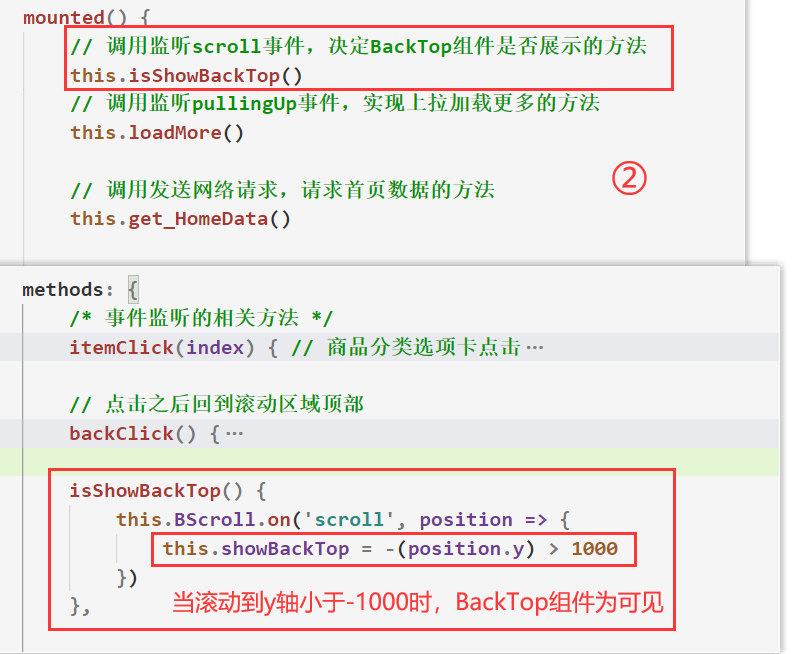 mounted() {
// 调用监听scroll事件，决定BackTop组件是否展示的方法
this.isShowBackTop()
// 调用监听pullingUp事件，实现上拉加载更多的方法
this.loadMore()
// 调用发送网络请求，请求首页数据的方法
②
this.get_HomeData()
methods: {
/* 事件监听的相关方法 */
itemClick(index) { // 商品分类选项卡点击…
// 点击之后回到滚动区域顶部
backClick() {…
isShowBackTop() {
this.BScroll.on('scroll', position => {
this.showBackTop = -(position.y) > 1000
})
},
当滚动到y轴小于-1000时，BackTop组件为可见